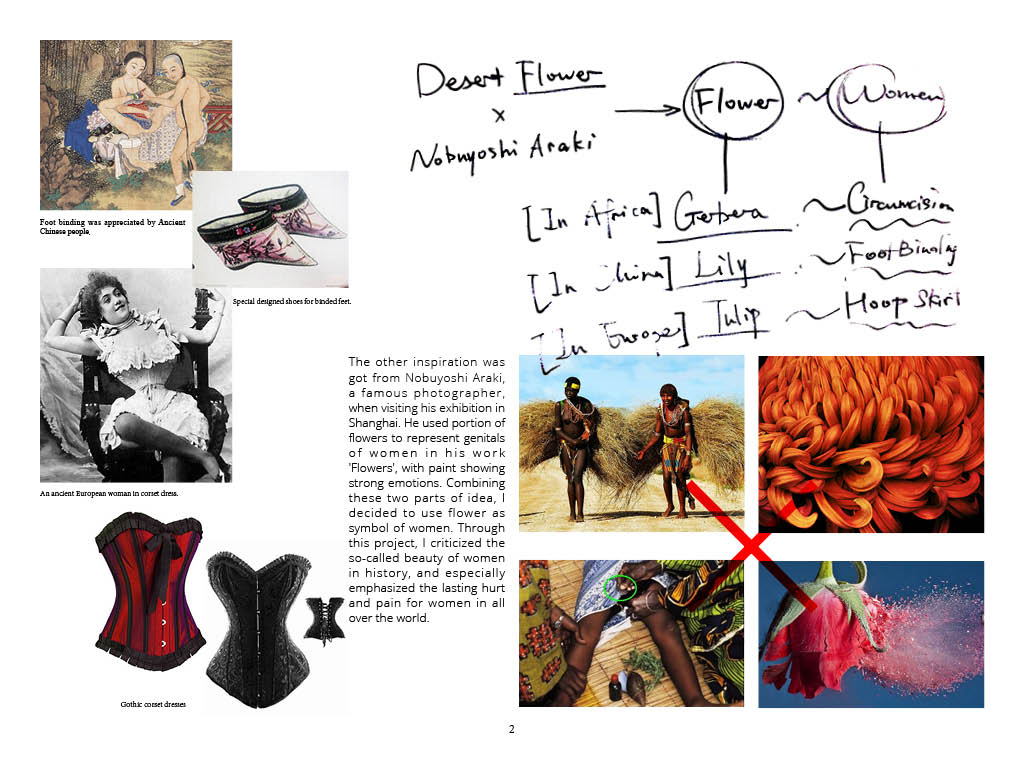 Desert Flower
x
Nobuyoshi Araki
Flower ~ Women
[In Africa] Gerbera ~ Circumcision
[In China] Lily ~ Foot Binding
[In Europe] Tulip ~ Hoop Skirt
Foot binding was appreciated by Ancient
Chinese people.
Special designed shoes for binded feet.
An ancient European woman in corset dress.
Gothic corset dresses
The other inspiration was
got from Nobuyoshi Araki,
a famous photographer,
when visiting his exhibition in
Shanghai. He used portion of
flowers to represent genitals
of women in his work
'Flowers', with paint showing
strong emotions. Combining
these two parts of idea, I
decided to use flower as
symbol of women. Through
this project, I criticized the
so-called beauty of women
in history, and especially
emphasized the lasting hurt
and pain for women in all
over the world.
2